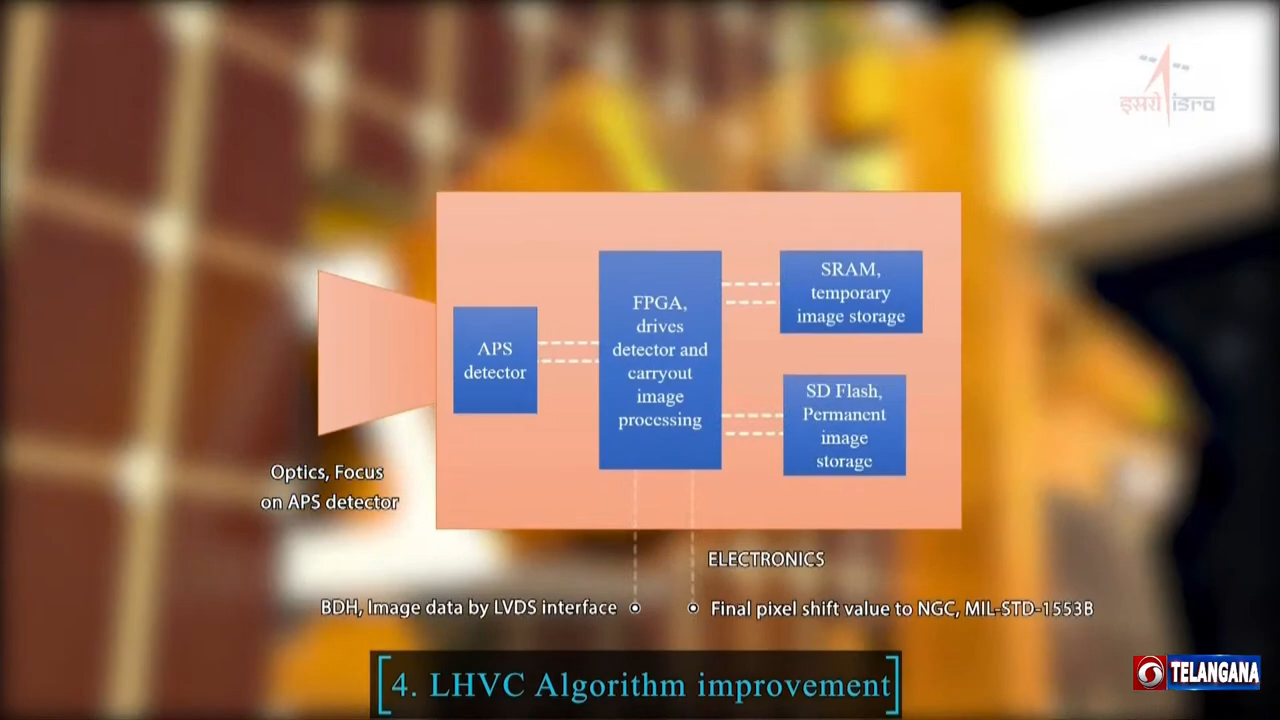 इसरो isro
SRAM,
temporary
image storage
FPGA,
drives
detector and
carryout
image
processing
APS
detector
SD Flash,
Permanent
image
storage
Optics, Focus
on APS detector
ELECTRONICS
BDH, Image data by LVDS interface
Final pixel shift value to NGC, MIL-STD-1553B
4. LHVC Algorithm improvement
TELANGANA